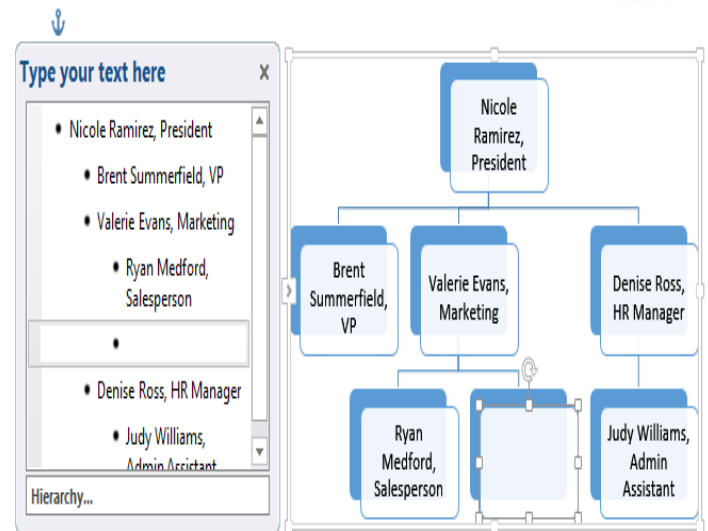 Type your text here
Nicole Ramirez, President
Brent Summerfield, VP
Valerie Evans, Marketing
Ryan Medford,
Salesperson
Denise Ross, HR Manager
Judy Williams,
Admin Assistant
Hierarchy...
Nicole
Ramirez,
President
Brent
Summerfield,
VP
Valerie Evans,
Marketing
Denise Ross,
HR Manager
Ryan
Medford,
Salesperson
Judy Williams,
Admin
Assistant